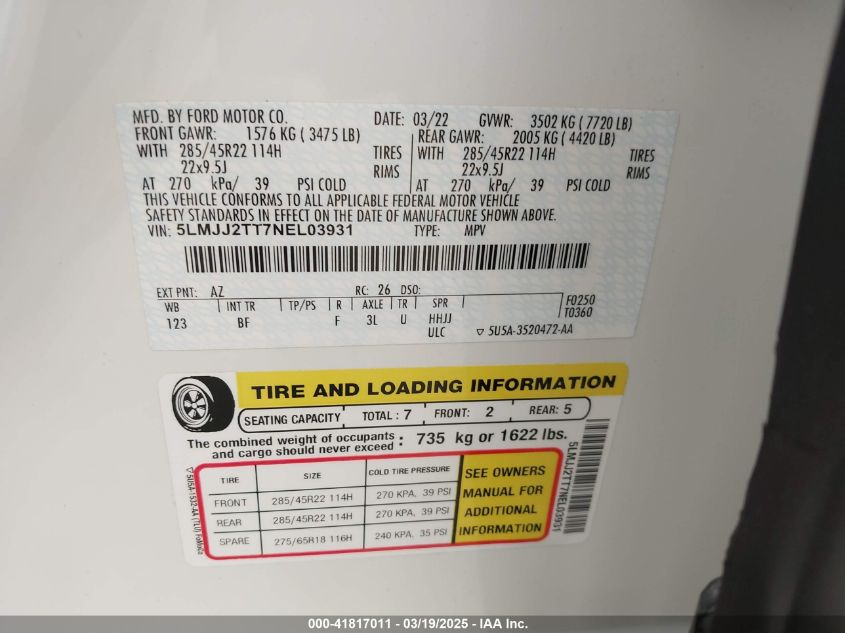 MFD. BY FORD MOTOR CO. DATE: 03/22 GVWR: 3502 KG ( 7720 LB)
FRONT GAWR: 1576 KG ( 3475 LB) REAR GAWR: 2005 KG ( 4420 LB)
WITH 285/45R22 114H TIRES WITH 285/45R22 114H TIRES
22x9.5J RIMS 22x9.5J RIMS
AT 270 kPa/ 39 PSI COLD AT 270 kPa/ 39 PSI COLD
THIS VEHICLE CONFORMS TO ALL APPLICABLE FEDERAL MOTOR VEHICLE
SAFETY STANDARDS IN EFFECT ON THE DATE OF MANUFACTURE SHOWN ABOVE.
VIN: 5LMJJ2TT7NEL03931 TYPE: MPV
EXT PNT: AZ RC: 26 DSO: F0250
WB INT TR TP/PS R AXLE TR SPR T0360
123 BF F 3L U HHJJ
ULC ▽ 5U5A-3520472-AA
TIRE AND LOADING INFORMATION
SEATING CAPACITY TOTAL : 7 FRONT: 2 REAR: 5
The combined weight of occupants and cargo should never exceed : 735 kg or 1622 lbs.
TIRE SIZE COLD TIRE PRESSURE
FRONT 285/45R22 114H 270 KPA, 39 PSI
REAR 285/45R22 114H 270 KPA, 39 PSI
SPARE 275/65R18 116H 240 KPA, 35 PSI
SEE OWNERS
MANUAL FOR
ADDITIONAL
INFORMATION
5LMJJ2TT7NEL03931
000-41817011 - 03/19/2025 - IAA Inc.